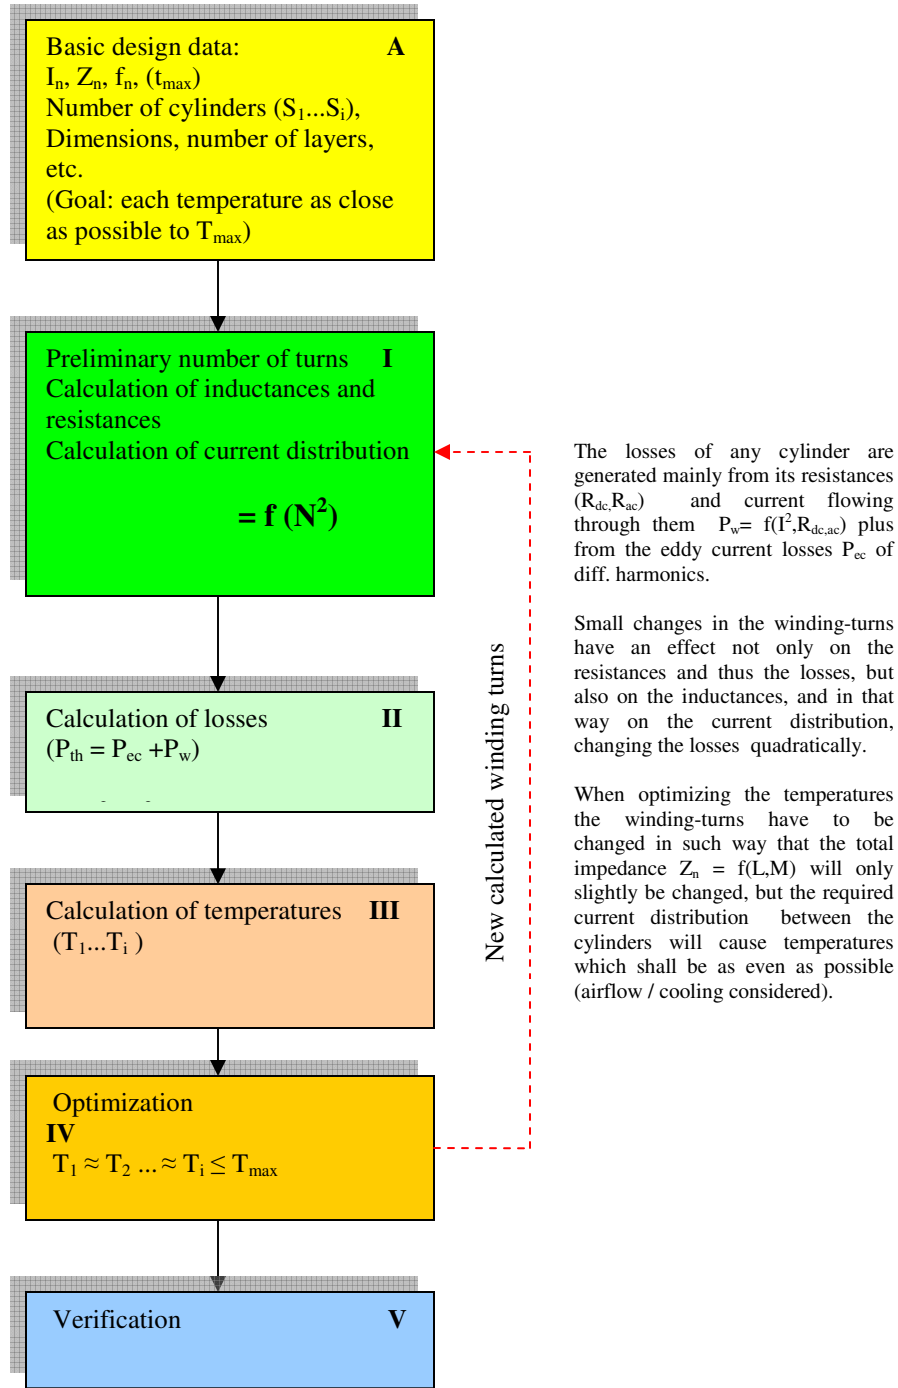 Basic design data: A
Iₙ, Zₙ, fₙ, (tₘₐₓ)
Number of cylinders (S₁...Sᵢ),
Dimensions, number of layers,
etc.
(Goal: each temperature as close
as possible to Tₘₐₓ)
Preliminary number of turns I
Calculation of inductances and
resistances
Calculation of current distribution
= f (N²)
Calculation of losses II
(Pth = Pec +Pw)
Calculation of temperatures III
(T₁...Tᵢ )
Optimization
IV
T₁ ≈ T₂ ... ≈ Tᵢ ≤ Tₘₐₓ
Verification V
New calculated winding turns
The losses of any cylinder are
generated mainly from its resistances
(Rdc,Rac) and current flowing
through them Pw= f(I²,Rdc,ac) plus
from the eddy current losses Pec of
diff. harmonics.
Small changes in the winding-turns
have an effect not only on the
resistances and thus the losses, but
also on the inductances, and in that
way on the current distribution,
changing the losses quadratically.
When optimizing the temperatures
the winding-turns have to be
changed in such way that the total
impedance Zₙ = f(L,M) will only
slightly be changed, but the required
current distribution between the
cylinders will cause temperatures
which shall be as even as possible
(airflow / cooling considered).